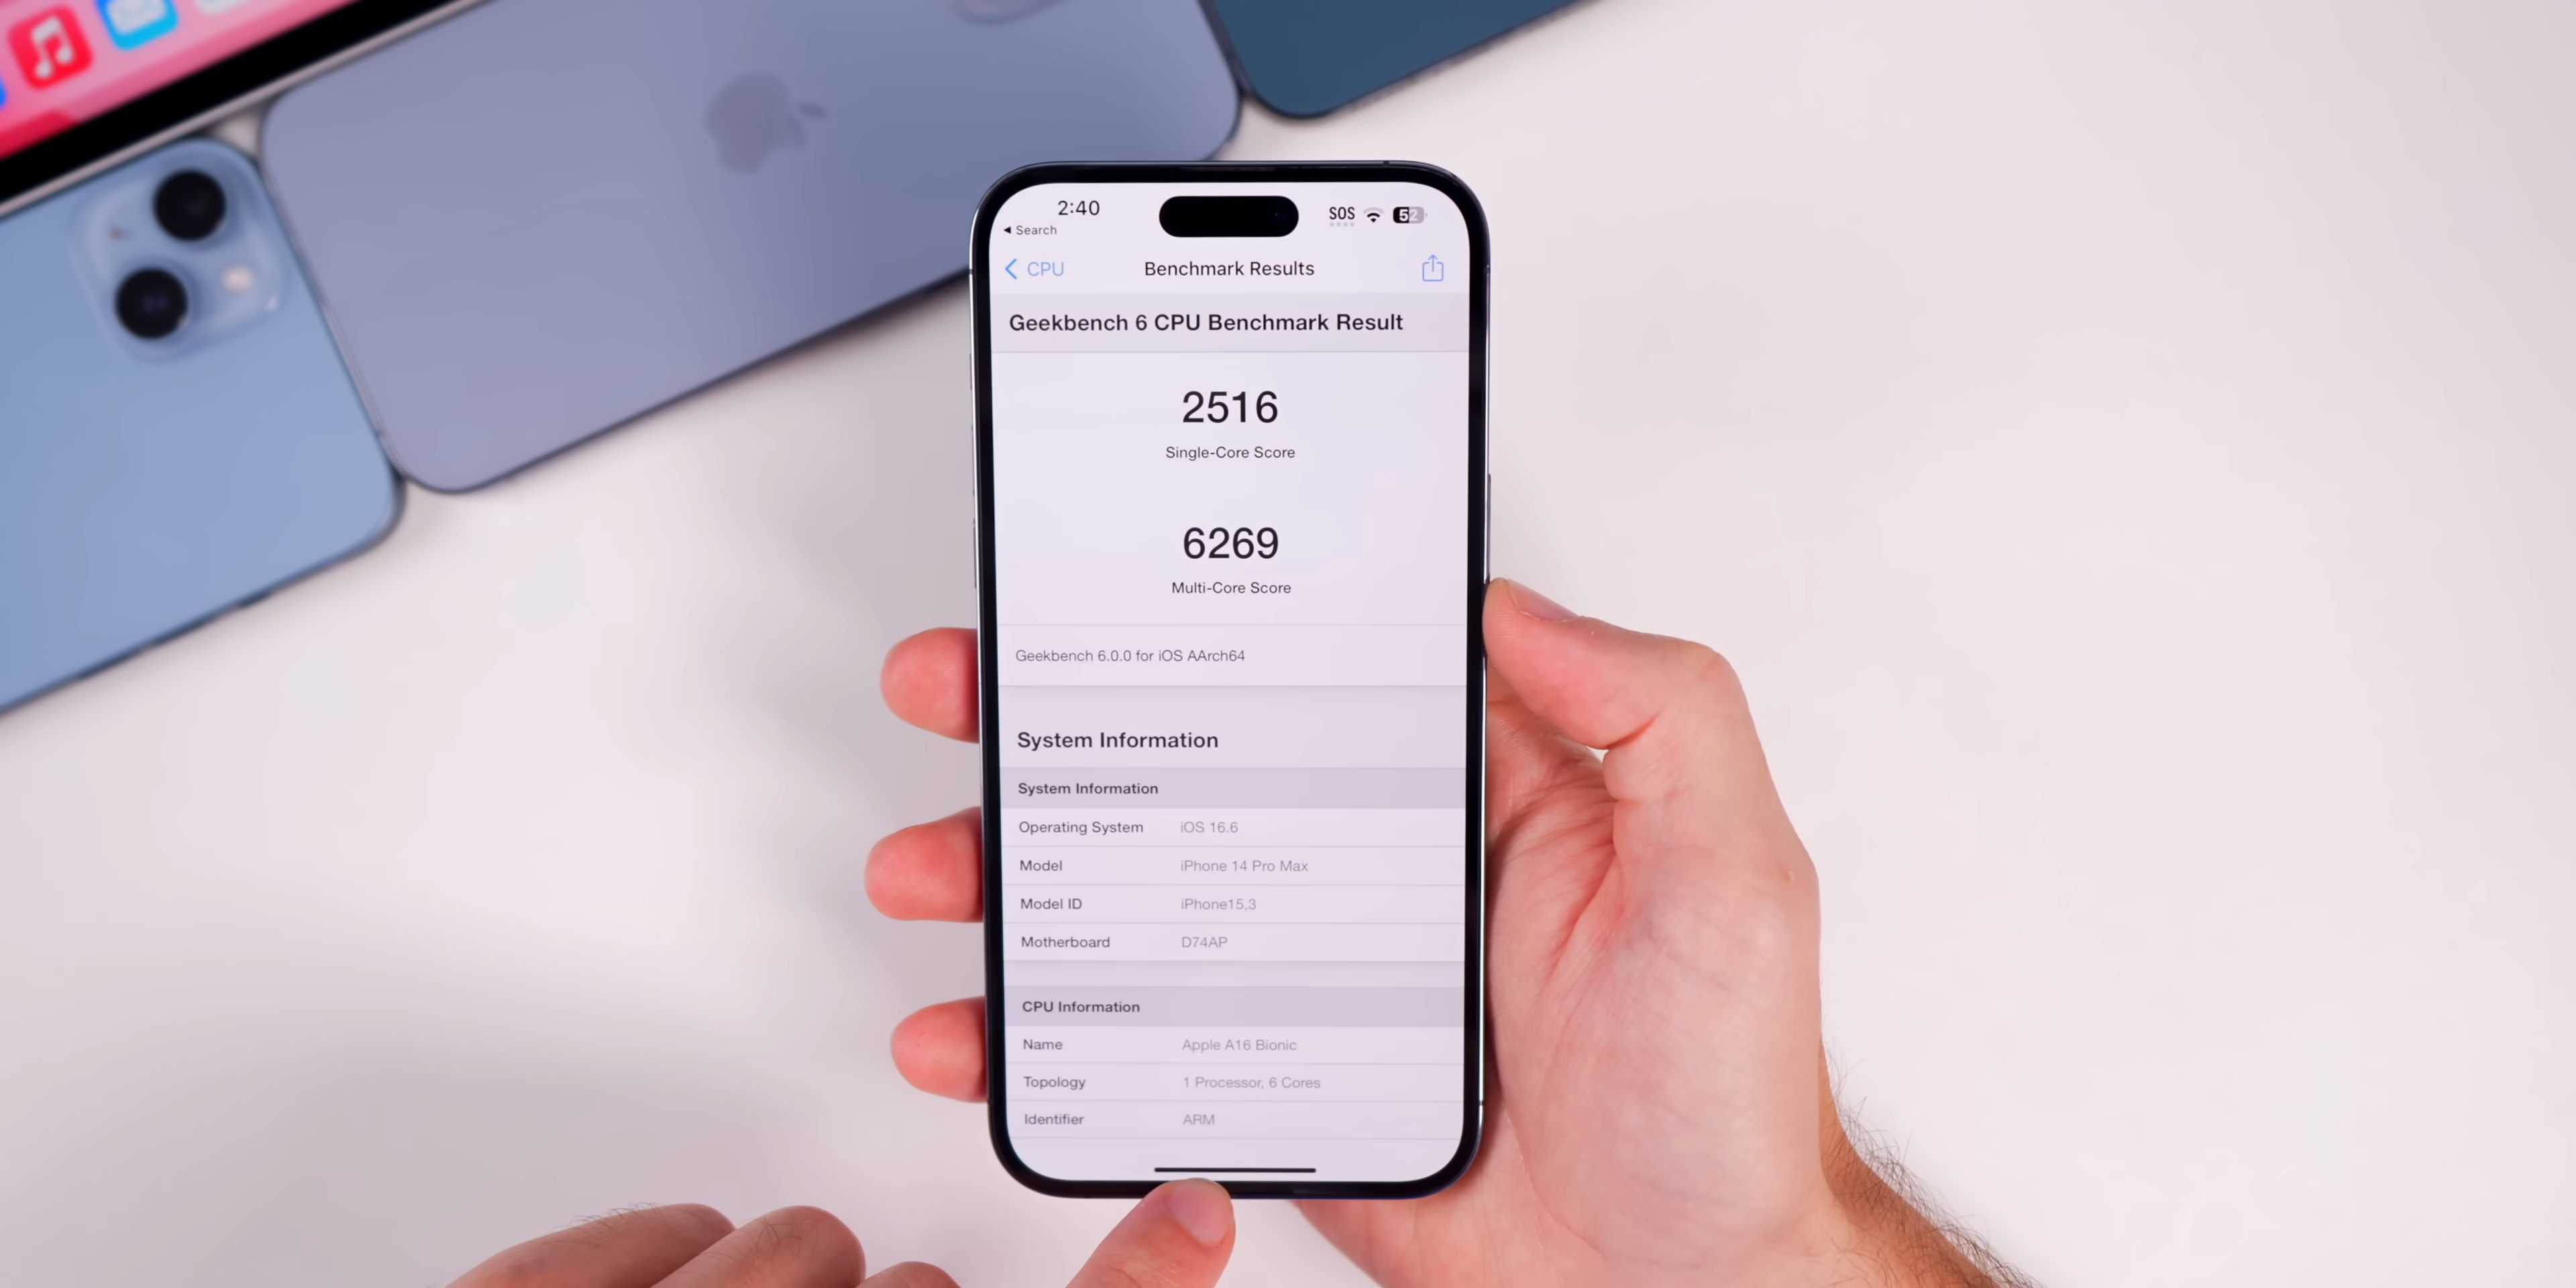 2:40
SOS
52
◀ Search
CPU
Benchmark Results
Geekbench 6 CPU Benchmark Result
2516
Single-Core Score
6269
Multi-Core Score
Geekbench 6.0.0 for iOS AArch64
System Information
System Information
Operating System iOS 16.6
Model iPhone 14 Pro Max
Model ID iPhone15,3
Motherboard D74AP
CPU Information
Name Apple A16 Bionic
Topology 1 Processor, 6 Cores
Identifier ARM